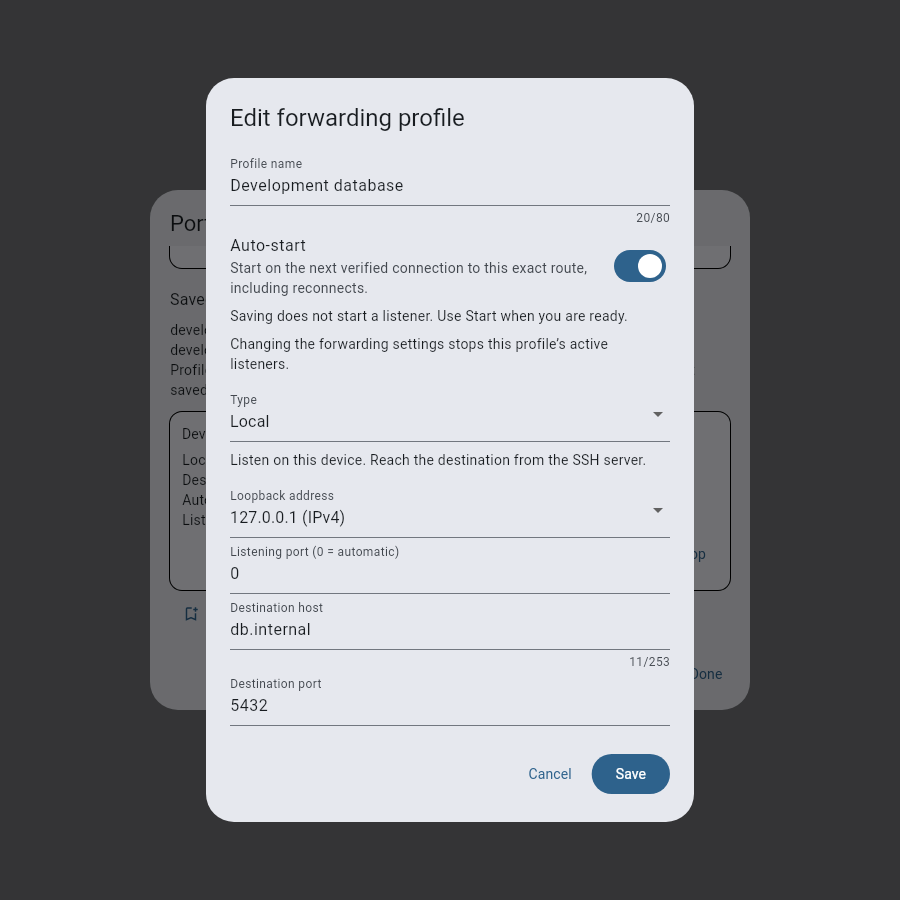 Edit forwarding profile
Profile name
Development database
20/80
Auto-start
Start on the next verified connection to this exact route,
including reconnects.
Saving does not start a listener. Use Start when you are ready.
Changing the forwarding settings stops this profile’s active
listeners.
Type
Local
Listen on this device. Reach the destination from the SSH server.
Loopback address
127.0.0.1 (IPv4)
Listening port (0 = automatic)
0
Destination host
db.internal
11/253
Destination port
5432
Cancel
Save
Done